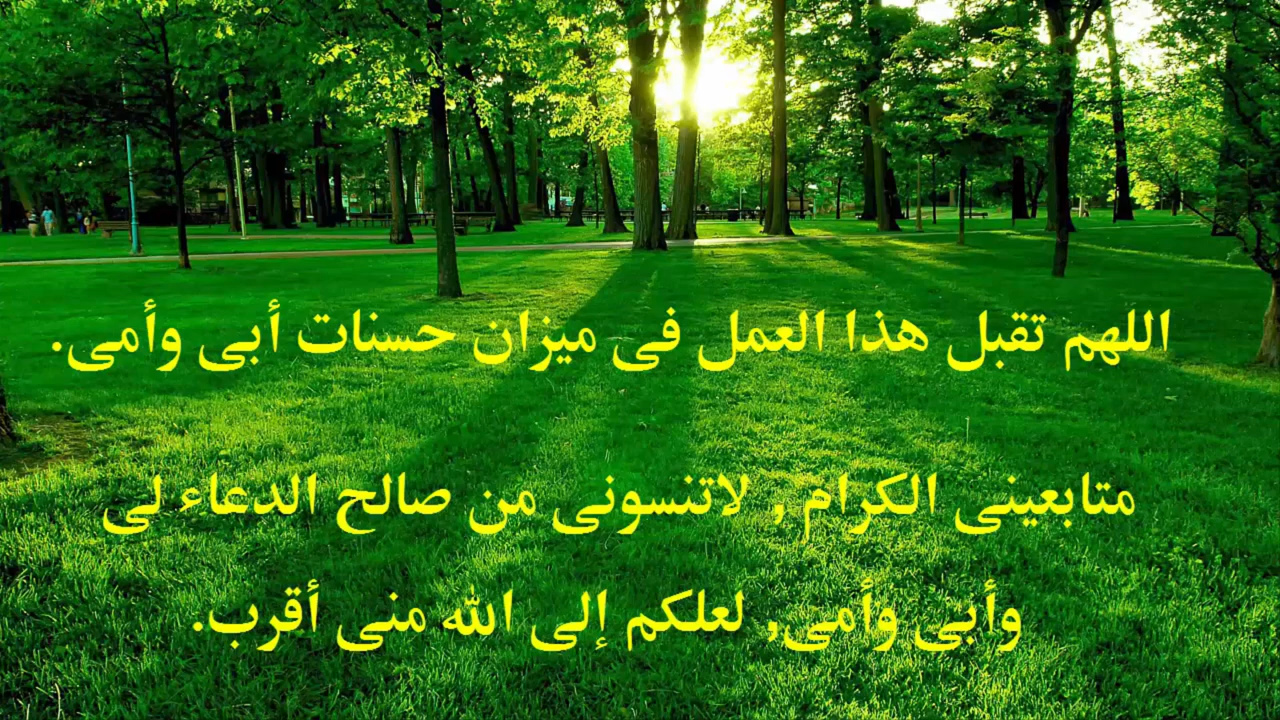 اللهم تقبل هذا العمل فى ميزان حسنات أبى وأمى.
متابعينى الكرام, لاتنسونى من صالح الدعاء لى
وأبى وأمى, لعلكم إلى الله منى أقرب.